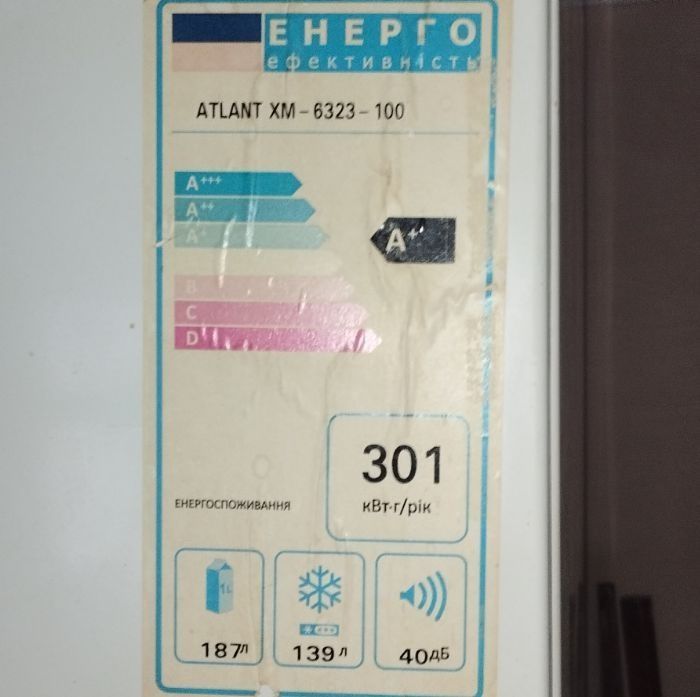 ЕНЕРГО
ефективність
ATLANT XM-6323-100
A+++
A++
A+
A+
B
C
D
301
кВт·г/рік
ЕНЕРГОСПОЖИВАННЯ
1L
187л
139 л
40дБ